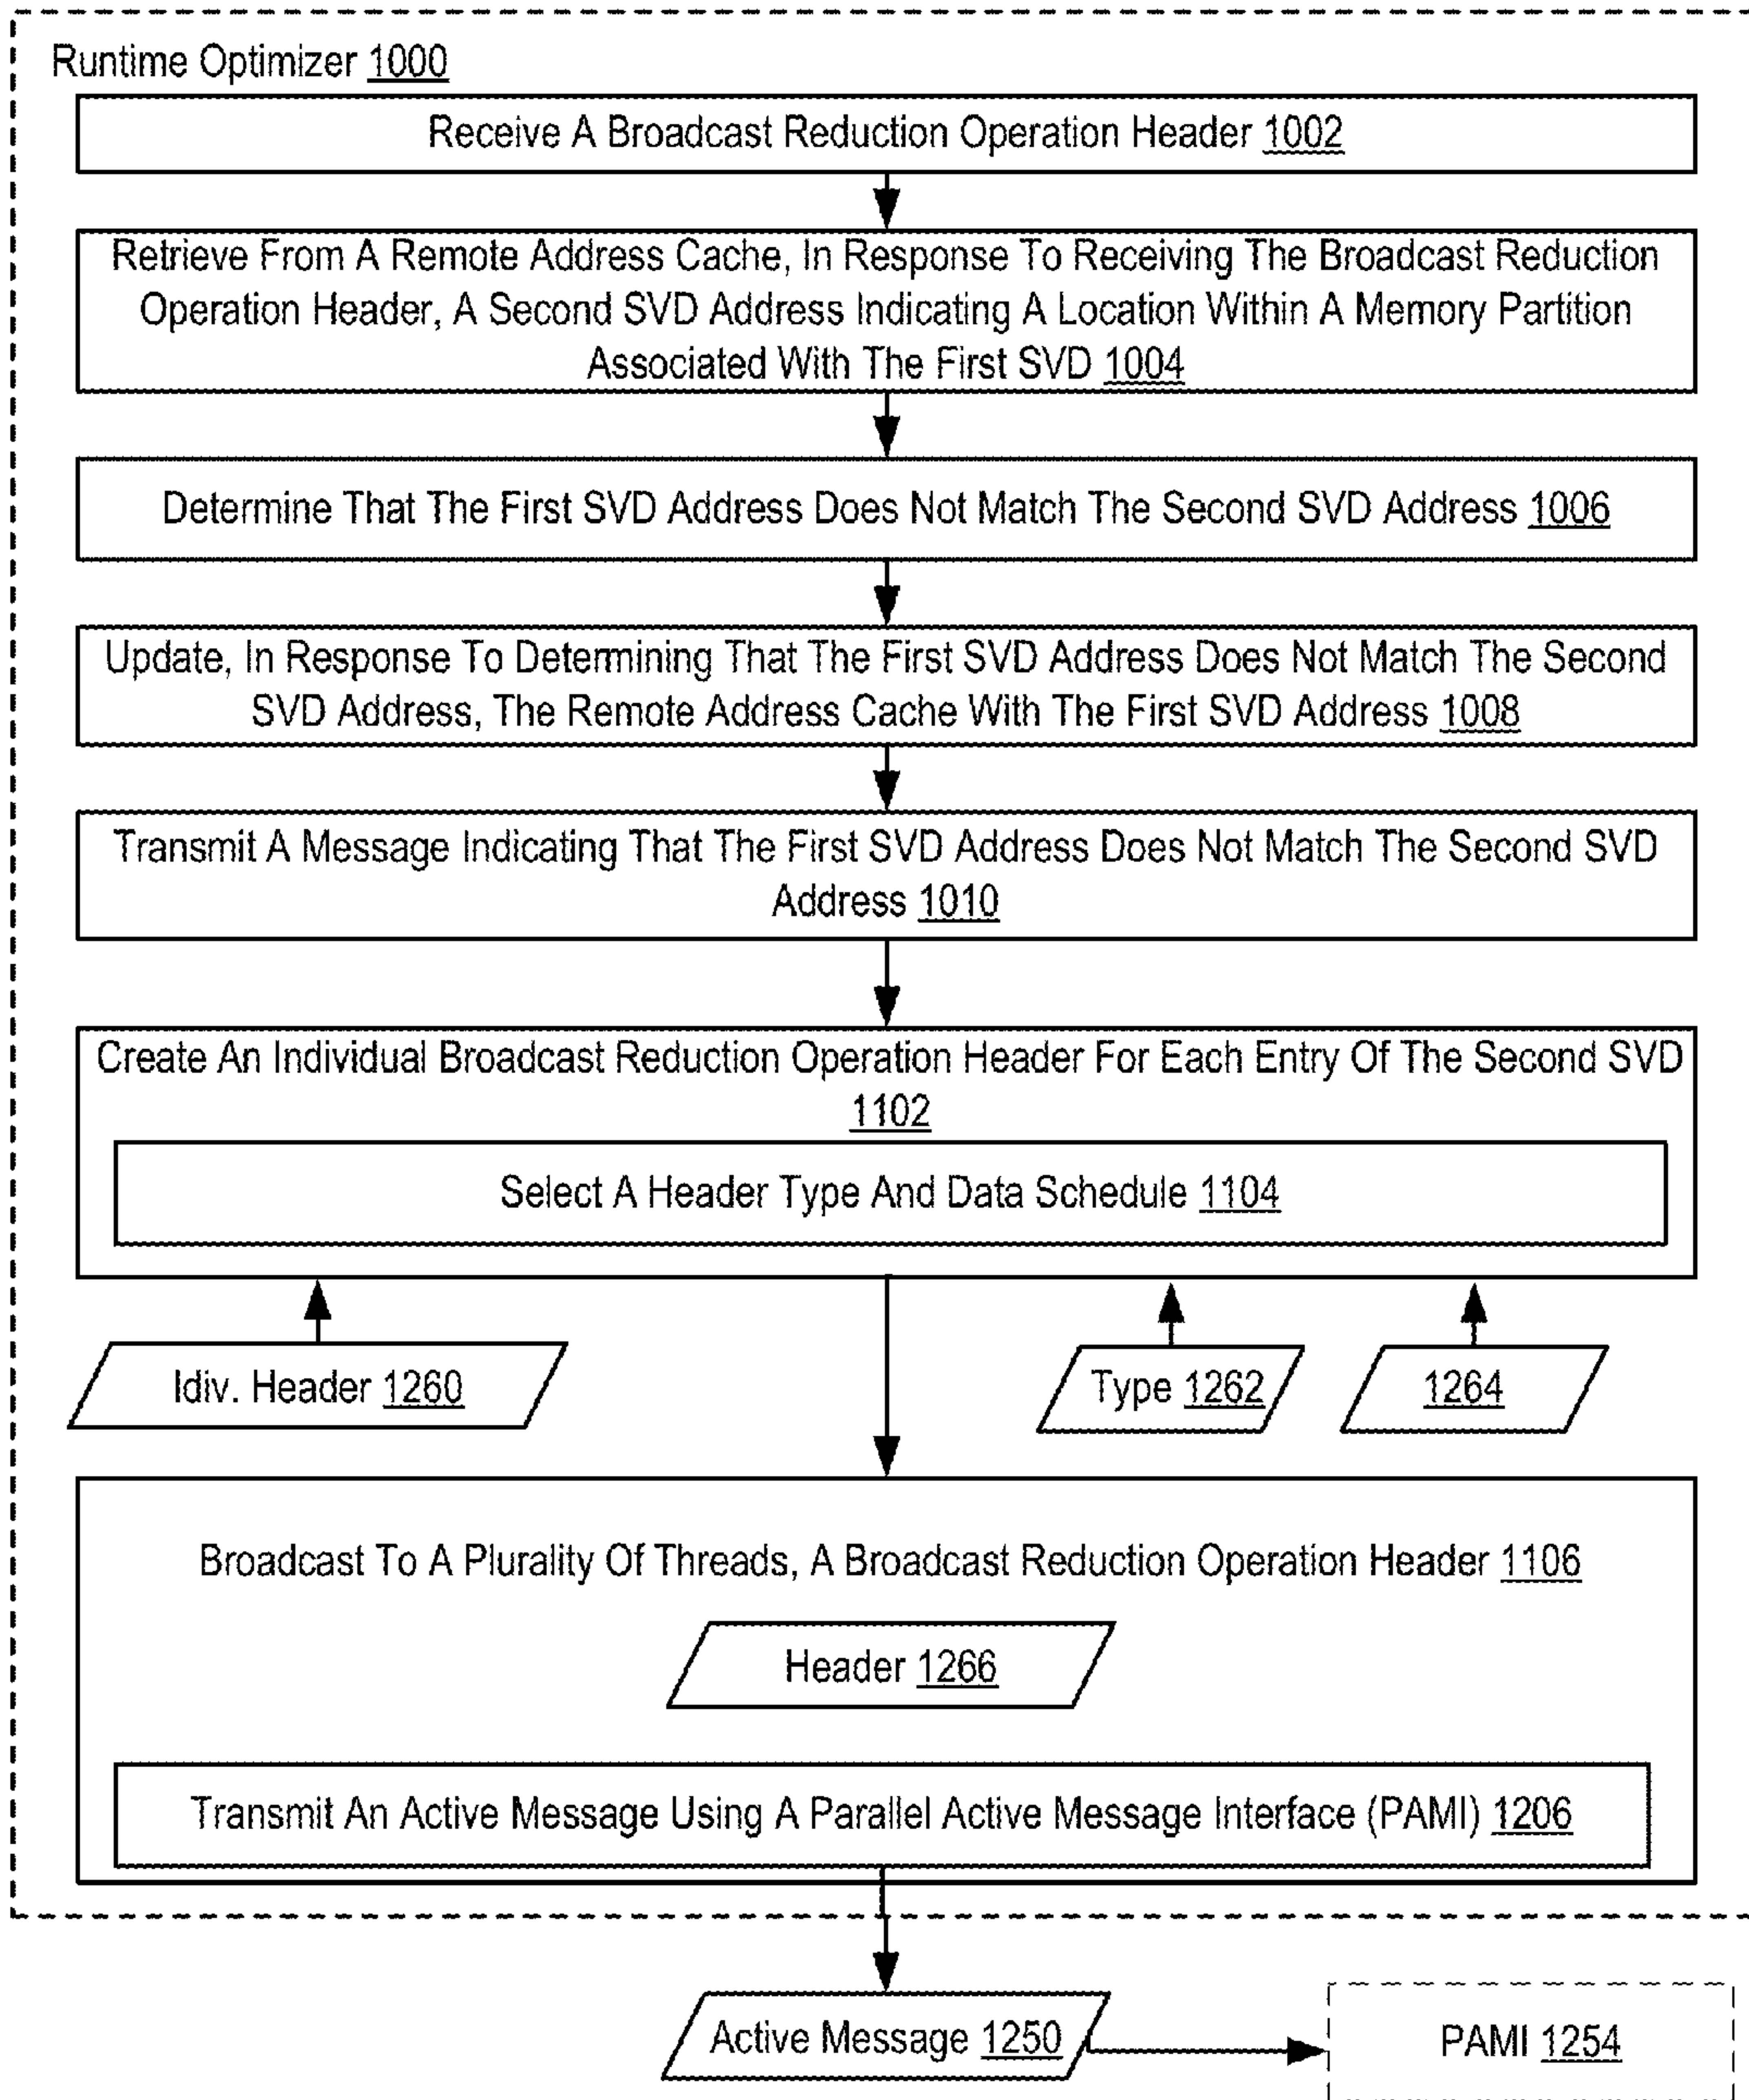 Runtime Optimizer 1000
Receive A Broadcast Reduction Operation Header 1002
Retrieve From A Remote Address Cache, In Response To Receiving The Broadcast Reduction
Operation Header, A Second SVD Address Indicating A Location Within A Memory Partition
Associated With The First SVD 1004
Determine That The First SVD Address Does Not Match The Second SVD Address 1006
Update, In Response To Determining That The First SVD Address Does Not Match The Second
SVD Address, The Remote Address Cache With The First SVD Address 1008
Transmit A Message Indicating That The First SVD Address Does Not Match The Second SVD
Address 1010
Create An Individual Broadcast Reduction Operation Header For Each Entry Of The Second SVD
1102
Select A Header Type And Data Schedule 1104
Idiv. Header 1260
Type 1262
1264
Broadcast To A Plurality Of Threads, A Broadcast Reduction Operation Header 1106
Header 1266
Transmit An Active Message Using A Parallel Active Message Interface (PAMI) 1206
Active Message 1250
PAMI 1254